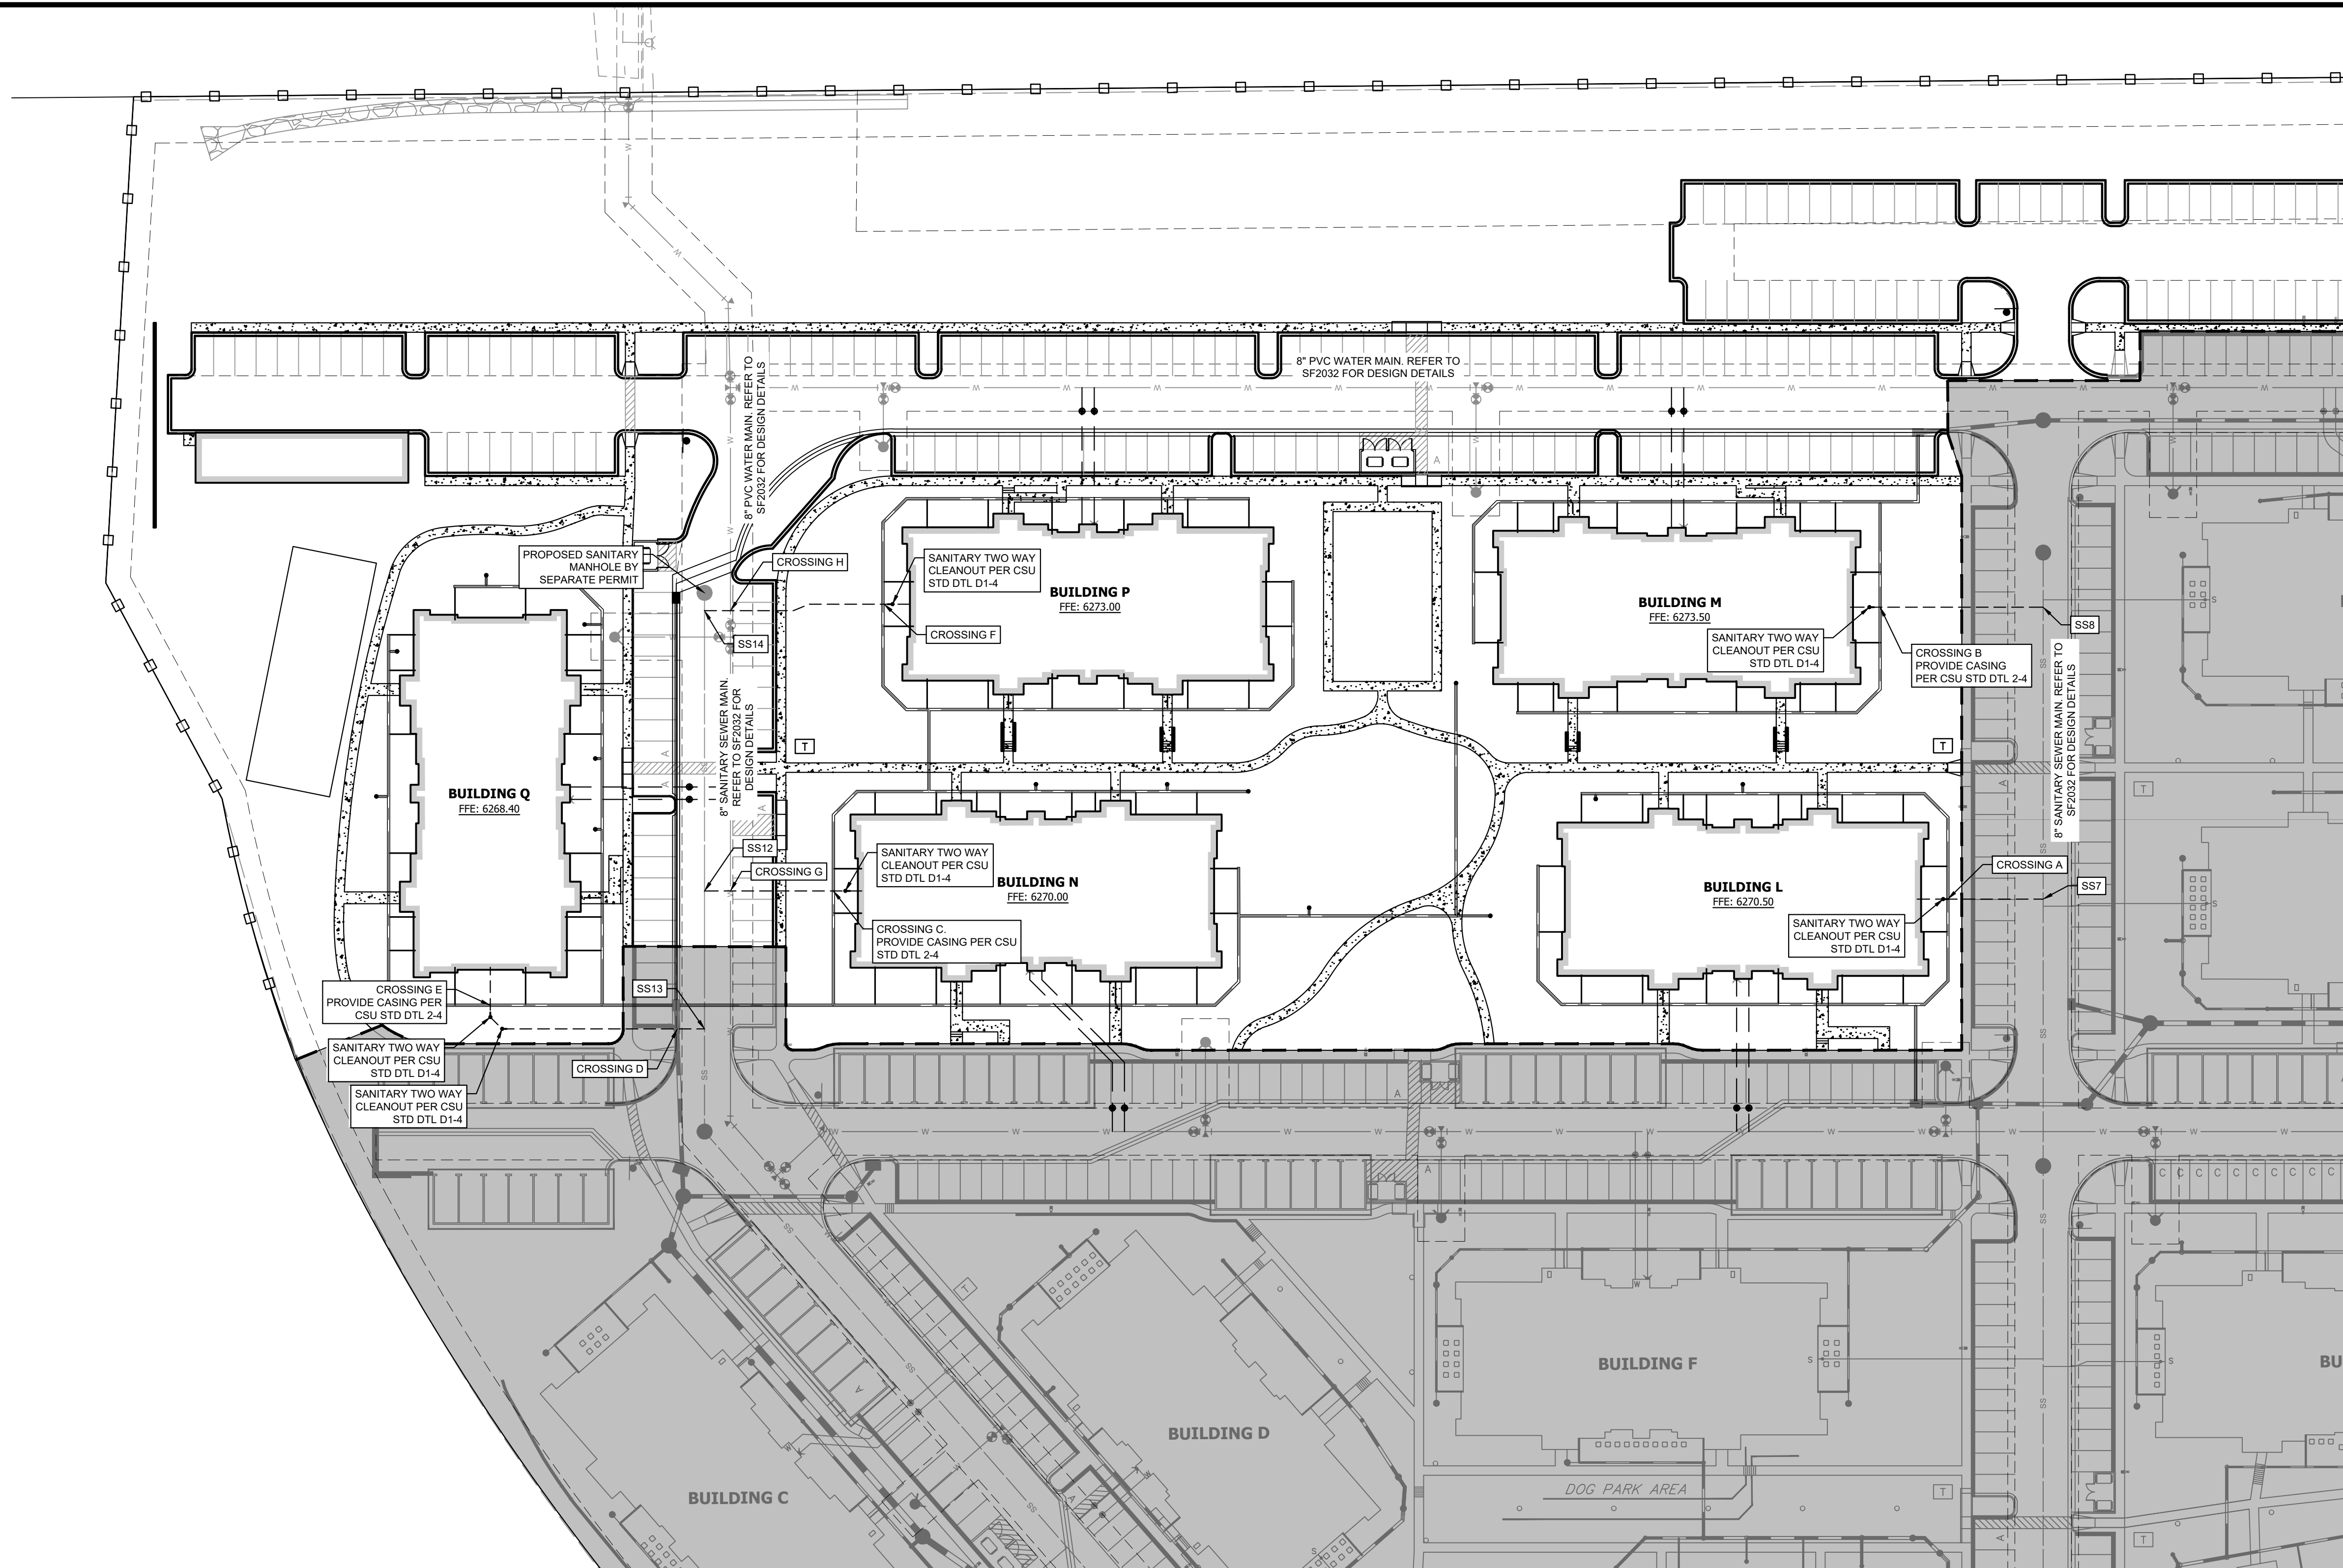 8" PVC WATER MAIN. REFER TO
SF2032 FOR DESIGN DETAILS
8" PVC WATER MAIN. REFER TO
SF2032 FOR DESIGN DETAILS
PROPOSED SANITARY
MANHOLE BY
SEPARATE PERMIT
CROSSING H
SANITARY TWO WAY
CLEANOUT PER CSU
STD DTL D1-4
BUILDING P
FFE: 6273.00
CROSSING F
SS14
BUILDING M
FFE: 6273.50
SANITARY TWO WAY
CLEANOUT PER CSU
STD DTL D1-4
SS8
CROSSING B
PROVIDE CASING
PER CSU STD DTL 2-4
8" SANITARY SEWER MAIN. REFER TO
SF2032 FOR DESIGN DETAILS
8" SANITARY SEWER MAIN.
REFER TO SF2032 FOR
DESIGN DETAILS
T
T
T
BUILDING Q
FFE: 6268.40
SS12
CROSSING G
SANITARY TWO WAY
CLEANOUT PER CSU
STD DTL D1-4
BUILDING N
FFE: 6270.00
CROSSING C.
PROVIDE CASING PER CSU
STD DTL 2-4
BUILDING L
FFE: 6270.50
CROSSING A
SS7
SANITARY TWO WAY
CLEANOUT PER CSU
STD DTL D1-4
SS13
CROSSING E
PROVIDE CASING PER
CSU STD DTL 2-4
SANITARY TWO WAY
CLEANOUT PER CSU
STD DTL D1-4
CROSSING D
SANITARY TWO WAY
CLEANOUT PER CSU
STD DTL D1-4
C C C C C C C C C
T
BUILDING F
BU
BUILDING D
BUILDING C
DOG PARK AREA
T
T